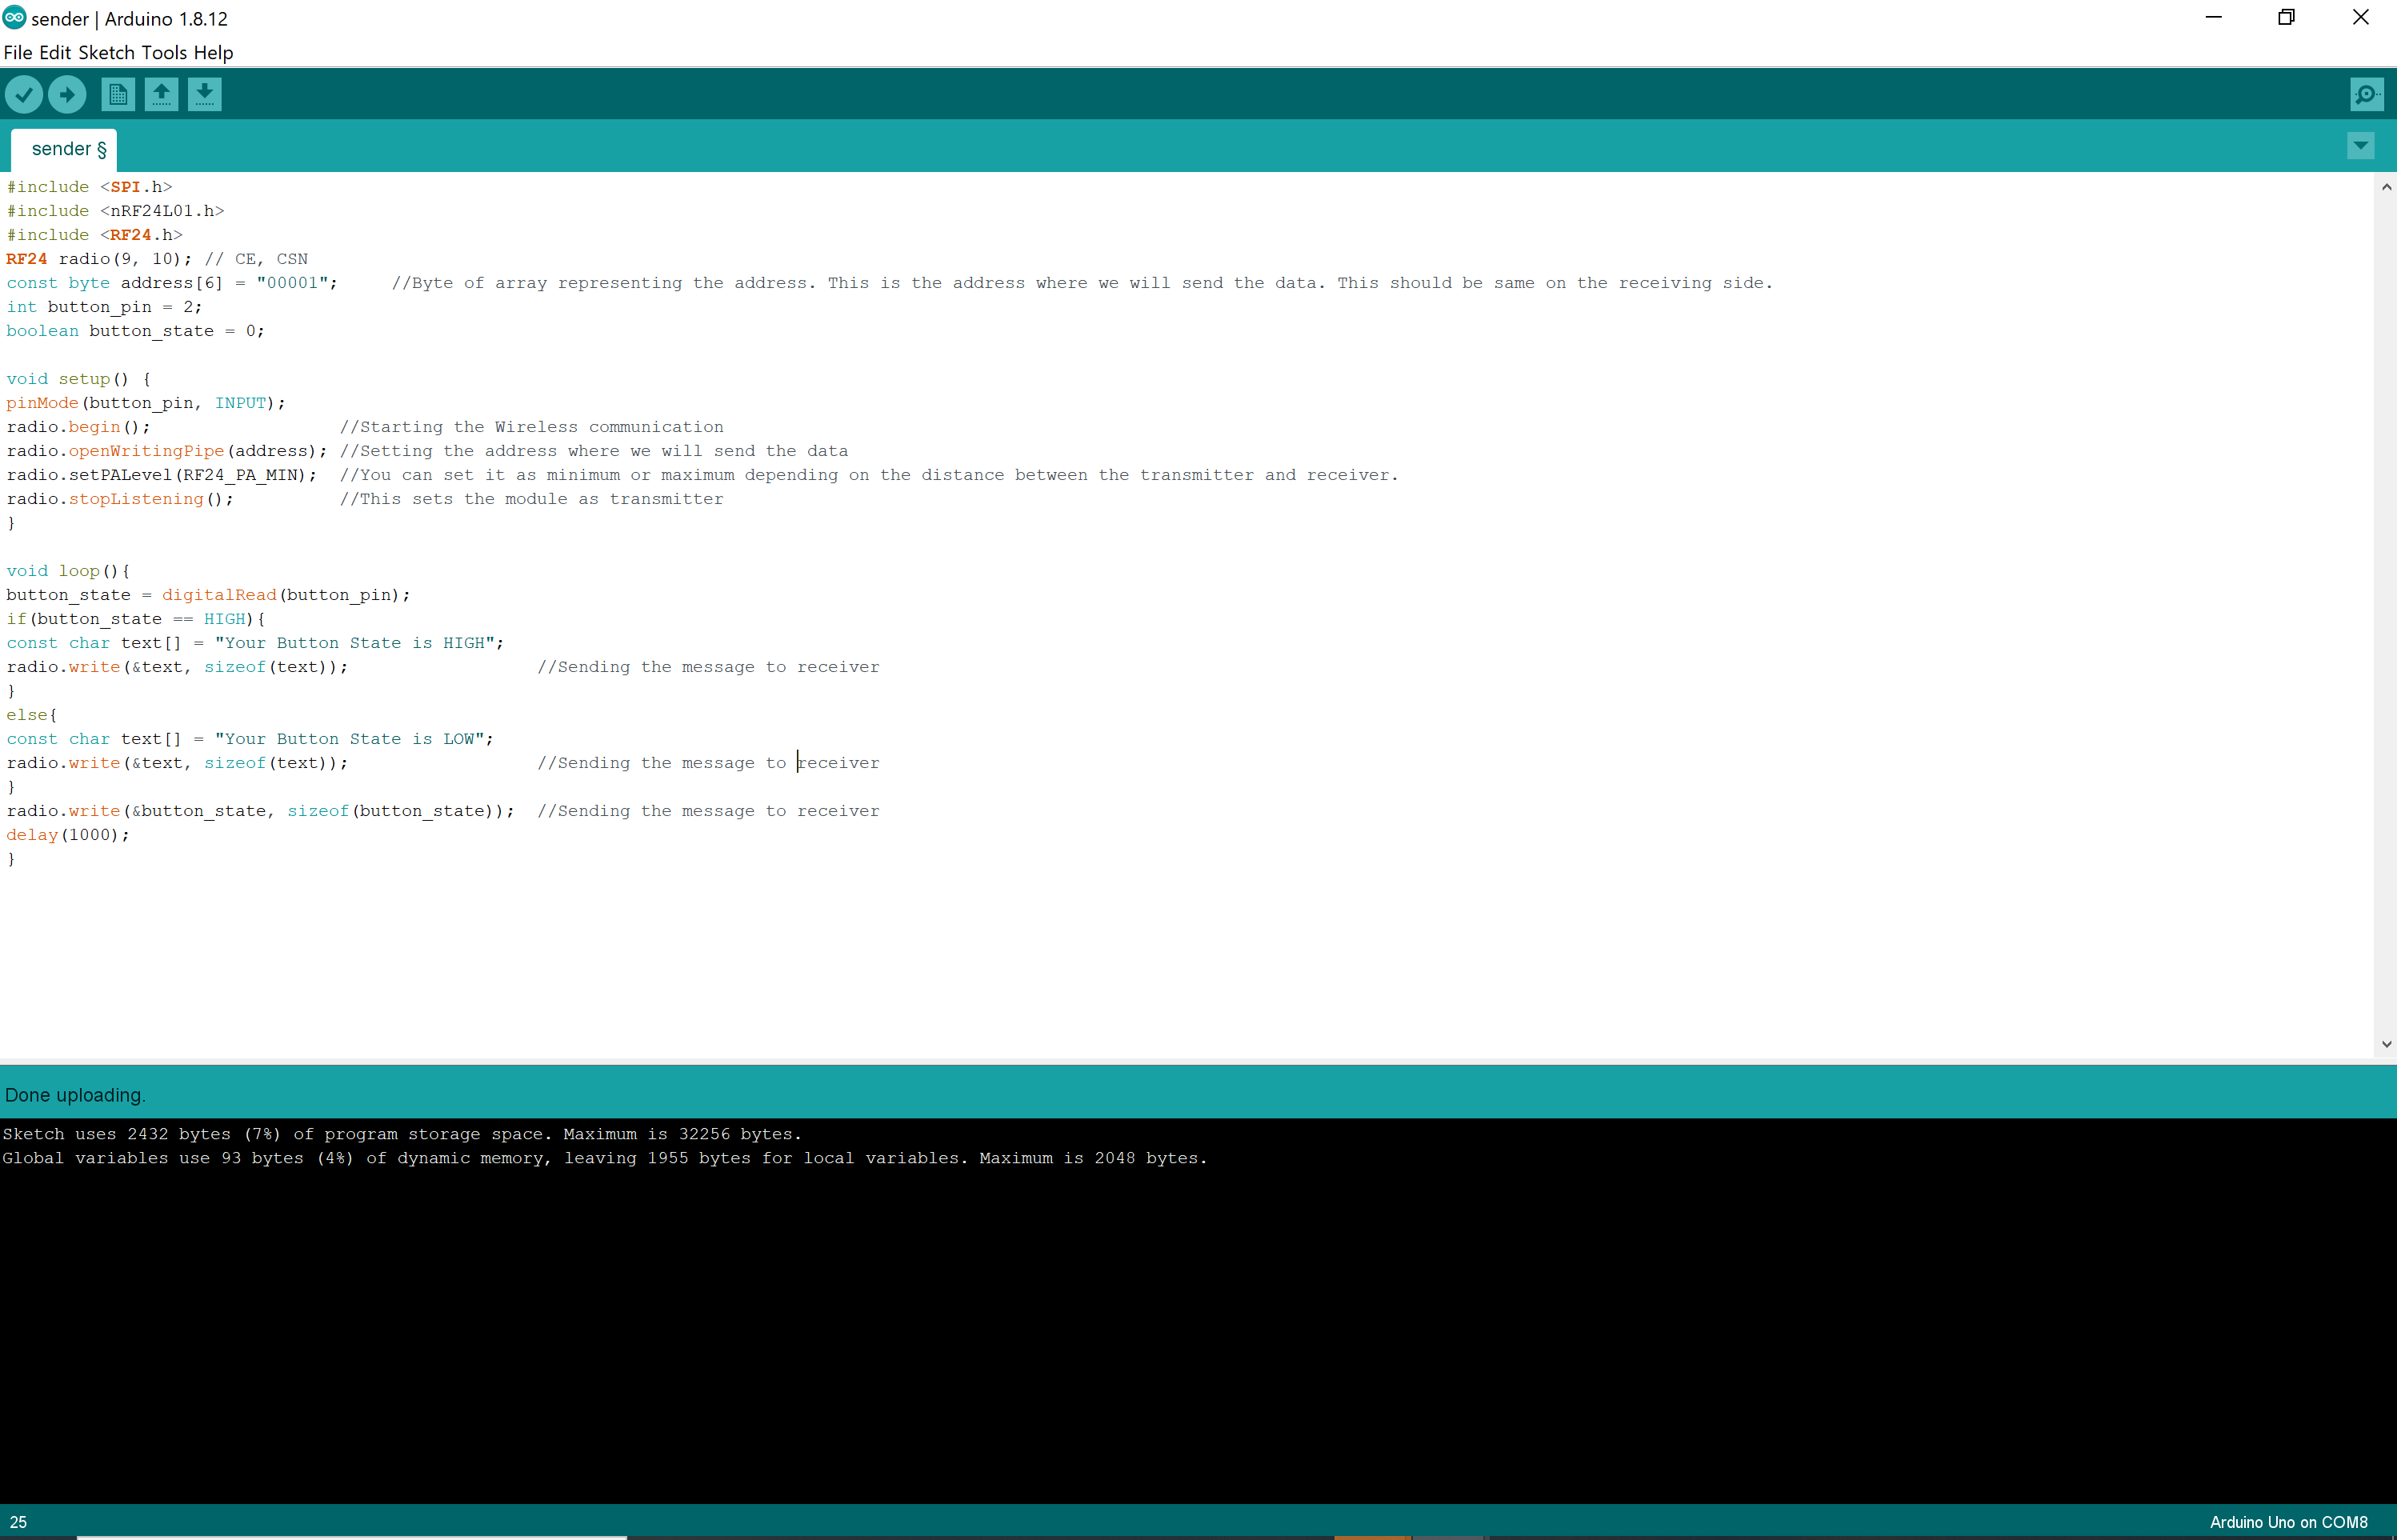 sender | Arduino 1.8.12
File Edit Sketch Tools Help
sender §
#include <SPI.h>
#include <nRF24L01.h>
#include <RF24.h>
RF24 radio(9, 10); // CE, CSN
const byte address[6] = "00001";     //Byte of array representing the address. This is the address where we will send the data. This should be same on the receiving side.
int button_pin = 2;
boolean button_state = 0;
void setup() {
pinMode(button_pin, INPUT);
radio.begin();                  //Starting the Wireless communication
radio.openWritingPipe(address); //Setting the address where we will send the data
radio.setPALevel(RF24_PA_MIN);  //You can set it as minimum or maximum depending on the distance between the transmitter and receiver.
radio.stopListening();          //This sets the module as transmitter
}
void loop(){
button_state = digitalRead(button_pin);
if(button_state == HIGH){
const char text[] = "Your Button State is HIGH";
radio.write(&text, sizeof(text));                  //Sending the message to receiver
}
else{
const char text[] = "Your Button State is LOW";
radio.write(&text, sizeof(text));                  //Sending the message to receiver
}
radio.write(&button_state, sizeof(button_state));  //Sending the message to receiver
delay(1000);
}
Done uploading.
Sketch uses 2432 bytes (7%) of program storage space. Maximum is 32256 bytes.
Global variables use 93 bytes (4%) of dynamic memory, leaving 1955 bytes for local variables. Maximum is 2048 bytes.
25
Arduino Uno on COM8